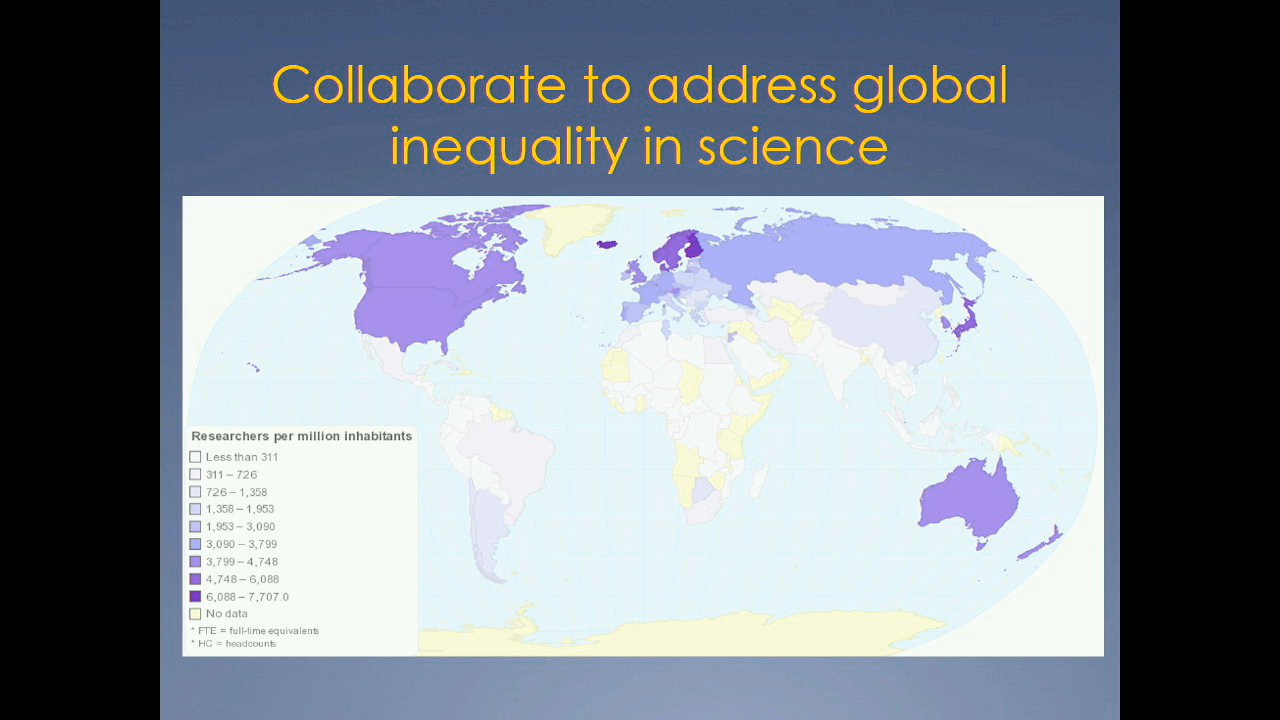 Collaborate to address global
inequality in science
Researchers per million inhabitants
Less than 311
311 – 726
726 – 1,358
1,358 – 1,953
1,953 – 3,090
3,090 – 3,799
3,799 – 4,748
4,748 – 6,088
6,088 – 7,707.0
No data
* FTE = full-time equivalents
* HC = headcounts